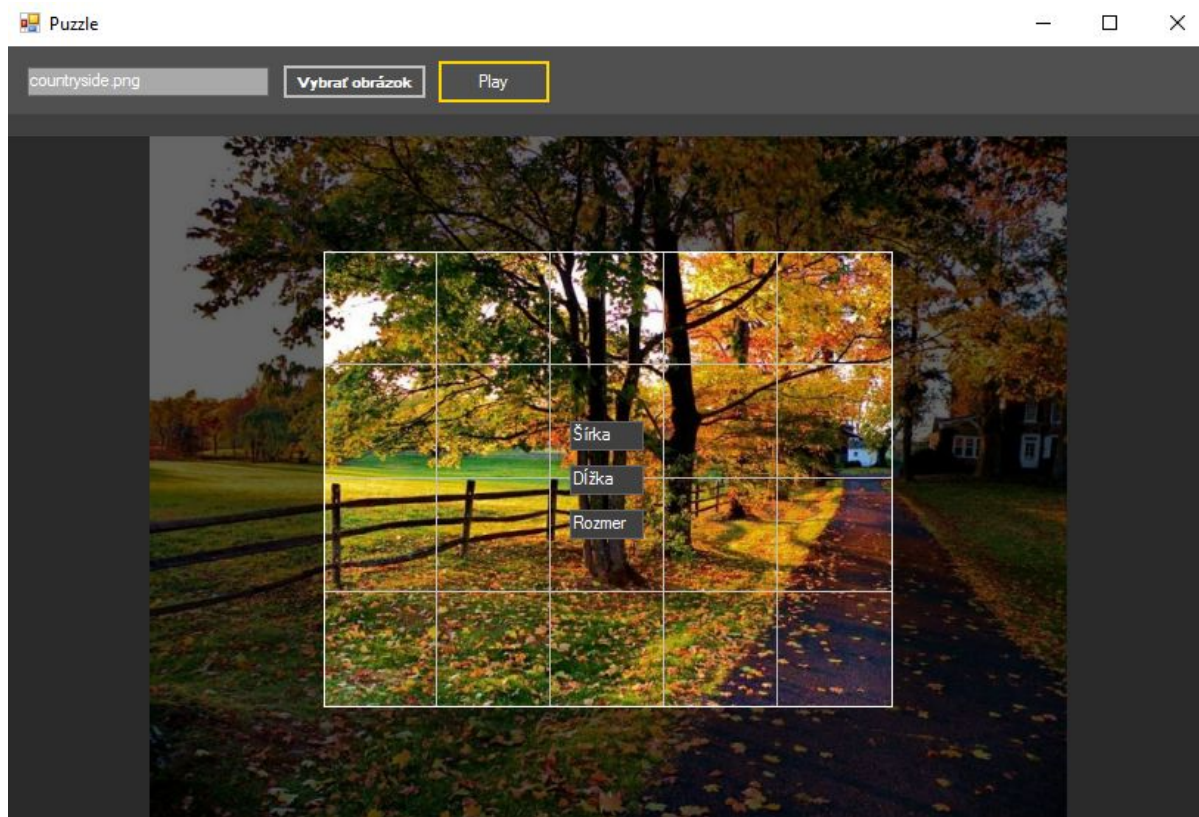 Puzzle
countryside.png
Vybrať obrázok
Play
Šírka
Dĺžka
Rozmer